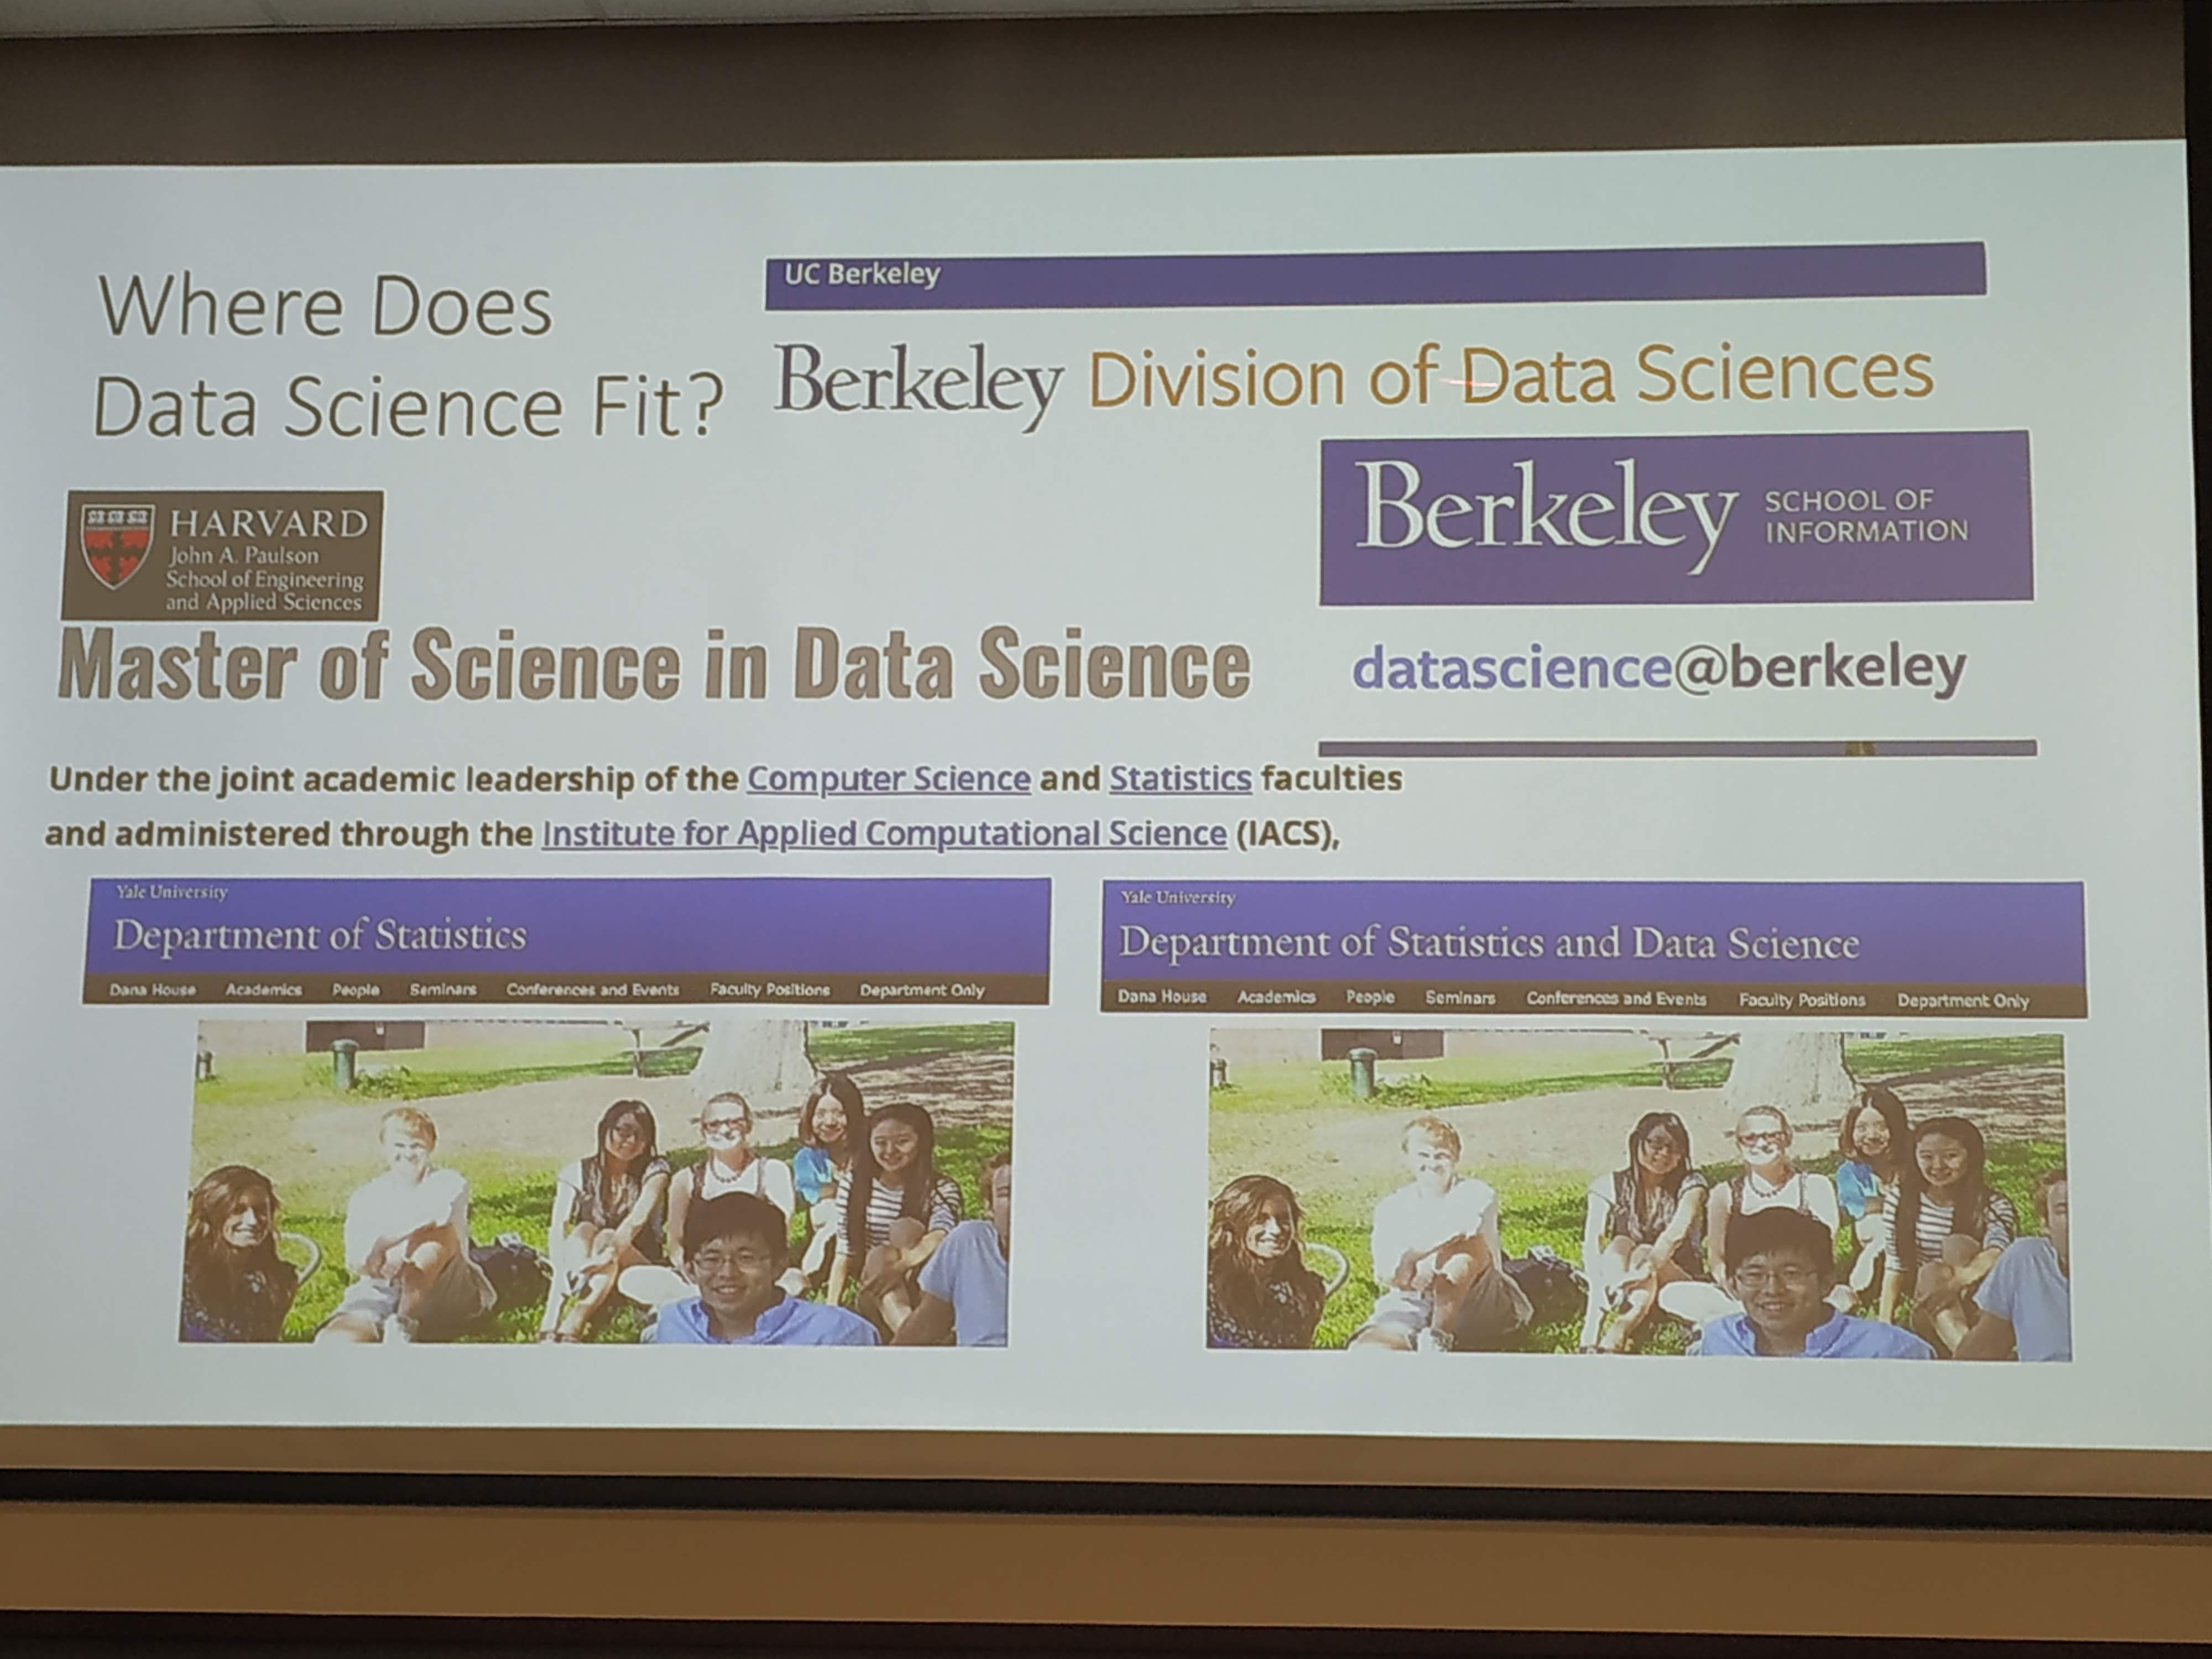 Where Does
Data Science Fit?
UC Berkeley
Berkeley Division of Data Sciences
Berkeley SCHOOL OF
INFORMATION
datascience@berkeley
HARVARD
John A. Paulson
School of Engineering
and Applied Sciences
Master of Science in Data Science
Under the joint academic leadership of the Computer Science and Statistics faculties
and administered through the Institute for Applied Computational Science (IACS),
Yale University
Department of Statistics
Dana House Academics People Seminars Conferences and Events Faculty Positions Department Only
Yale University
Department of Statistics and Data Science
Dana House Academics People Seminars Conferences and Events Faculty Positions Department Only